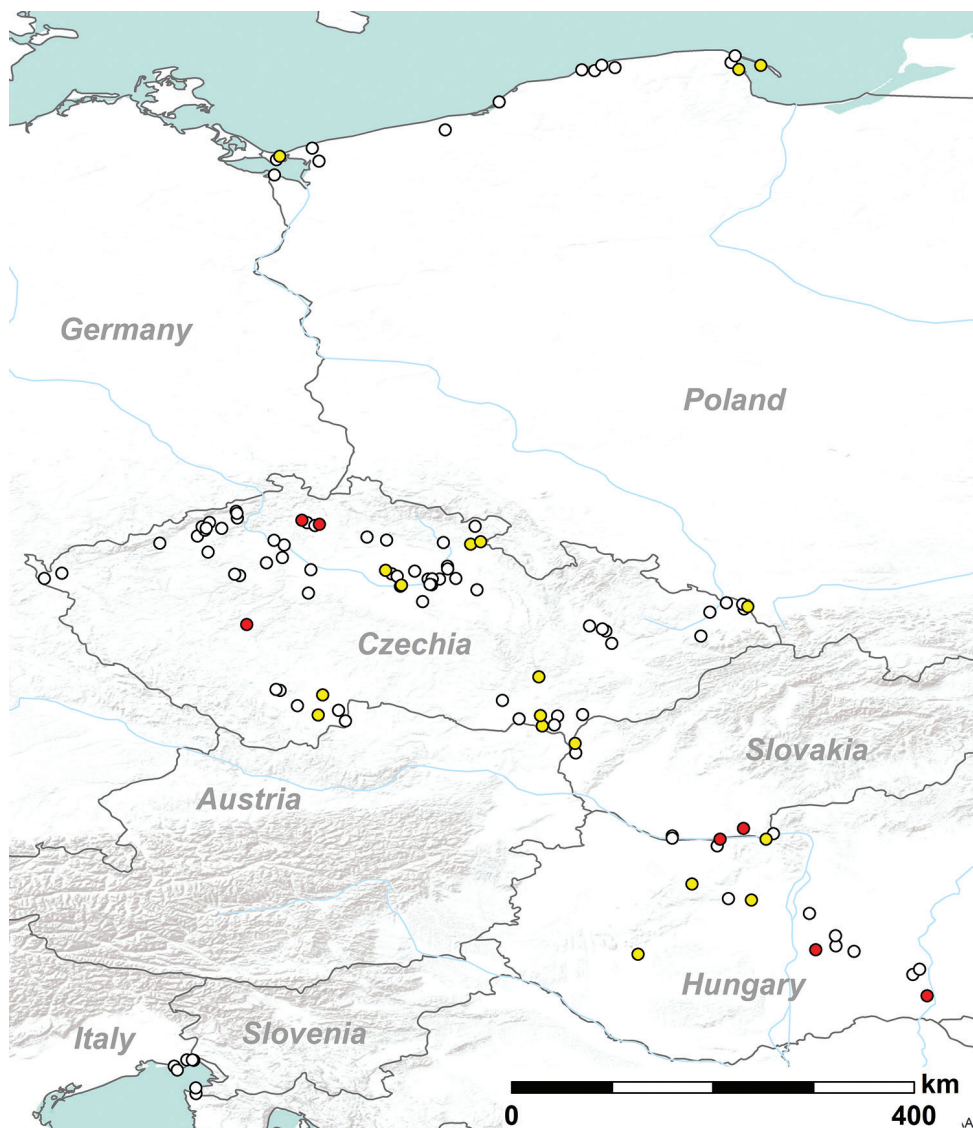 Germany
Poland
Czechia
Slovakia
Austria
Hungary
Slovenia
Italy
km
0
400